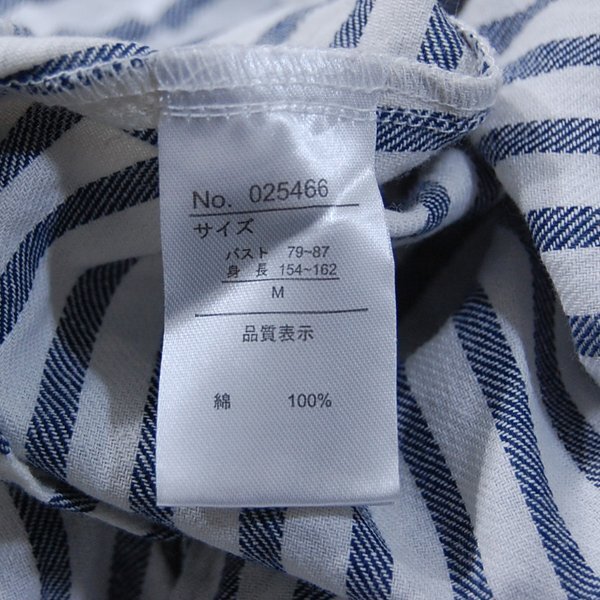 No. 025466
サイズ
バスト 79~87
身 長 154~162
M
品質表示
綿 100%